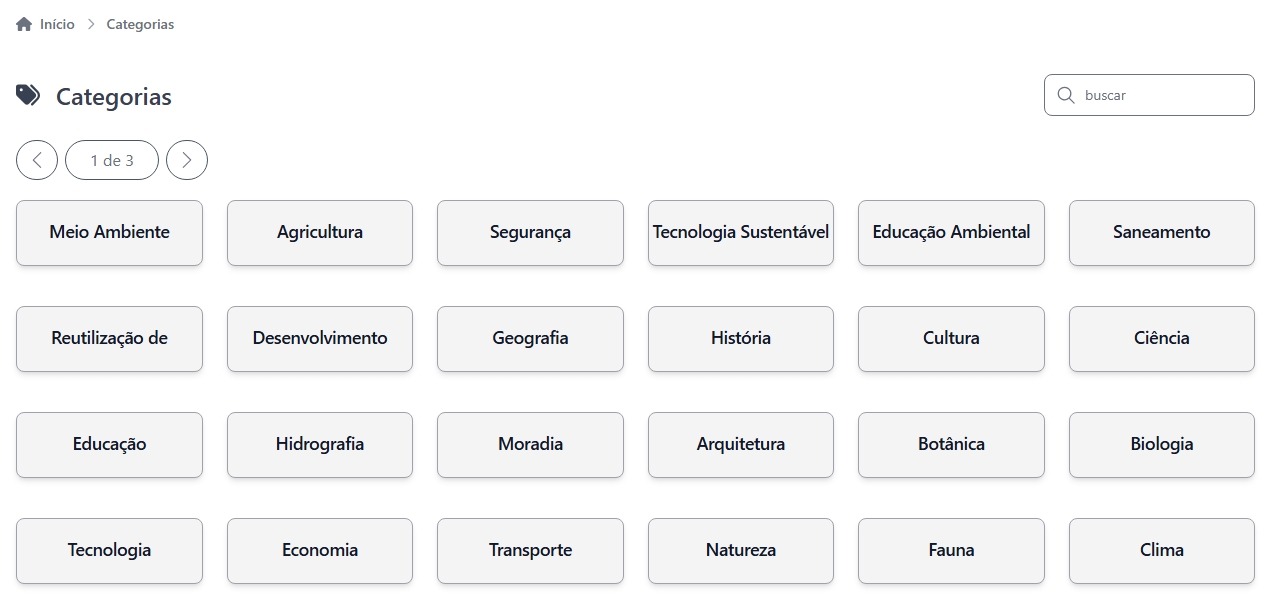 Início > Categorias
Categorias
buscar
1 de 3
Meio Ambiente Agricultura Segurança Tecnologia Sustentável Educação Ambiental Saneamento
Reutilização de Desenvolvimento Geografia História Cultura Ciência
Educação Hidrografia Moradia Arquitetura Botânica Biologia
Tecnologia Economia Transporte Natureza Fauna Clima